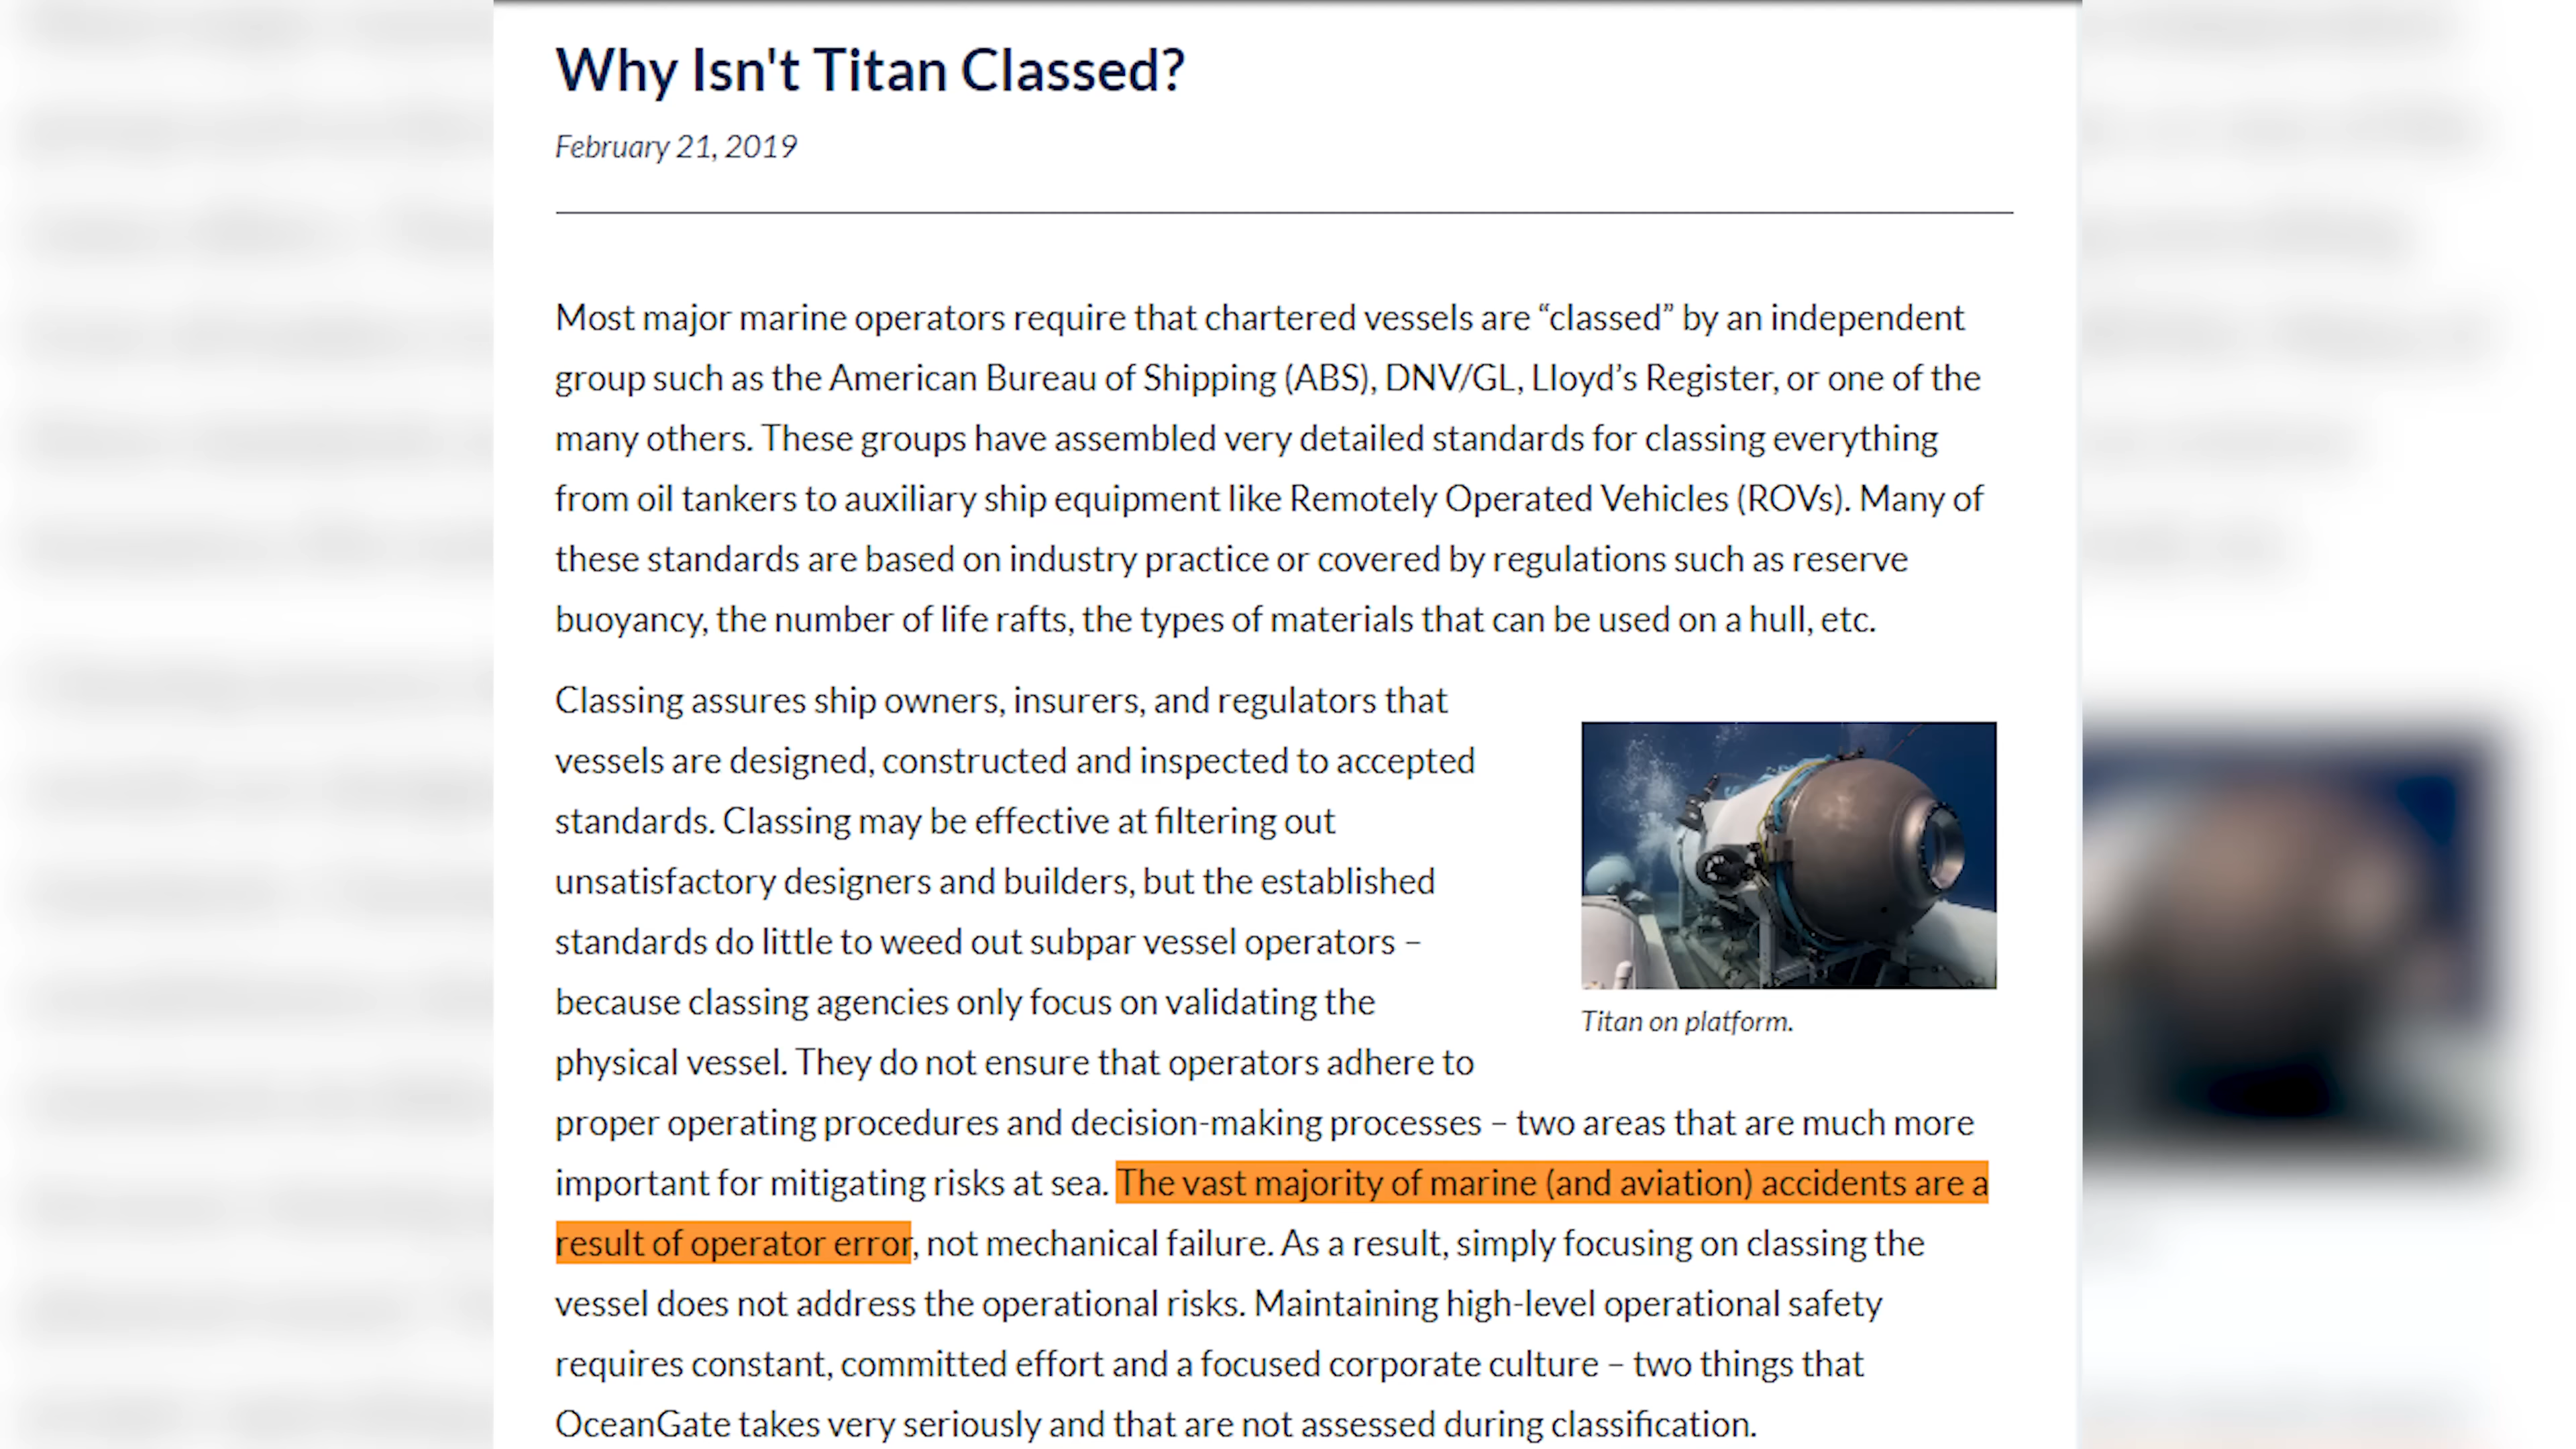 Why Isn't Titan Classed?
February 21, 2019
Most major marine operators require that chartered vessels are “classed” by an independent
group such as the American Bureau of Shipping (ABS), DNV/GL, Lloyd’s Register, or one of the
many others. These groups have assembled very detailed standards for classing everything
from oil tankers to auxiliary ship equipment like Remotely Operated Vehicles (ROVs). Many of
these standards are based on industry practice or covered by regulations such as reserve
buoyancy, the number of life rafts, the types of materials that can be used on a hull, etc.
Classing assures ship owners, insurers, and regulators that
vessels are designed, constructed and inspected to accepted
standards. Classing may be effective at filtering out
unsatisfactory designers and builders, but the established
standards do little to weed out subpar vessel operators –
because classing agencies only focus on validating the
physical vessel. They do not ensure that operators adhere to
proper operating procedures and decision-making processes – two areas that are much more
important for mitigating risks at sea. The vast majority of marine (and aviation) accidents are a
result of operator error, not mechanical failure. As a result, simply focusing on classing the
vessel does not address the operational risks. Maintaining high-level operational safety
requires constant, committed effort and a focused corporate culture – two things that
OceanGate takes very seriously and that are not assessed during classification.
Titan on platform.